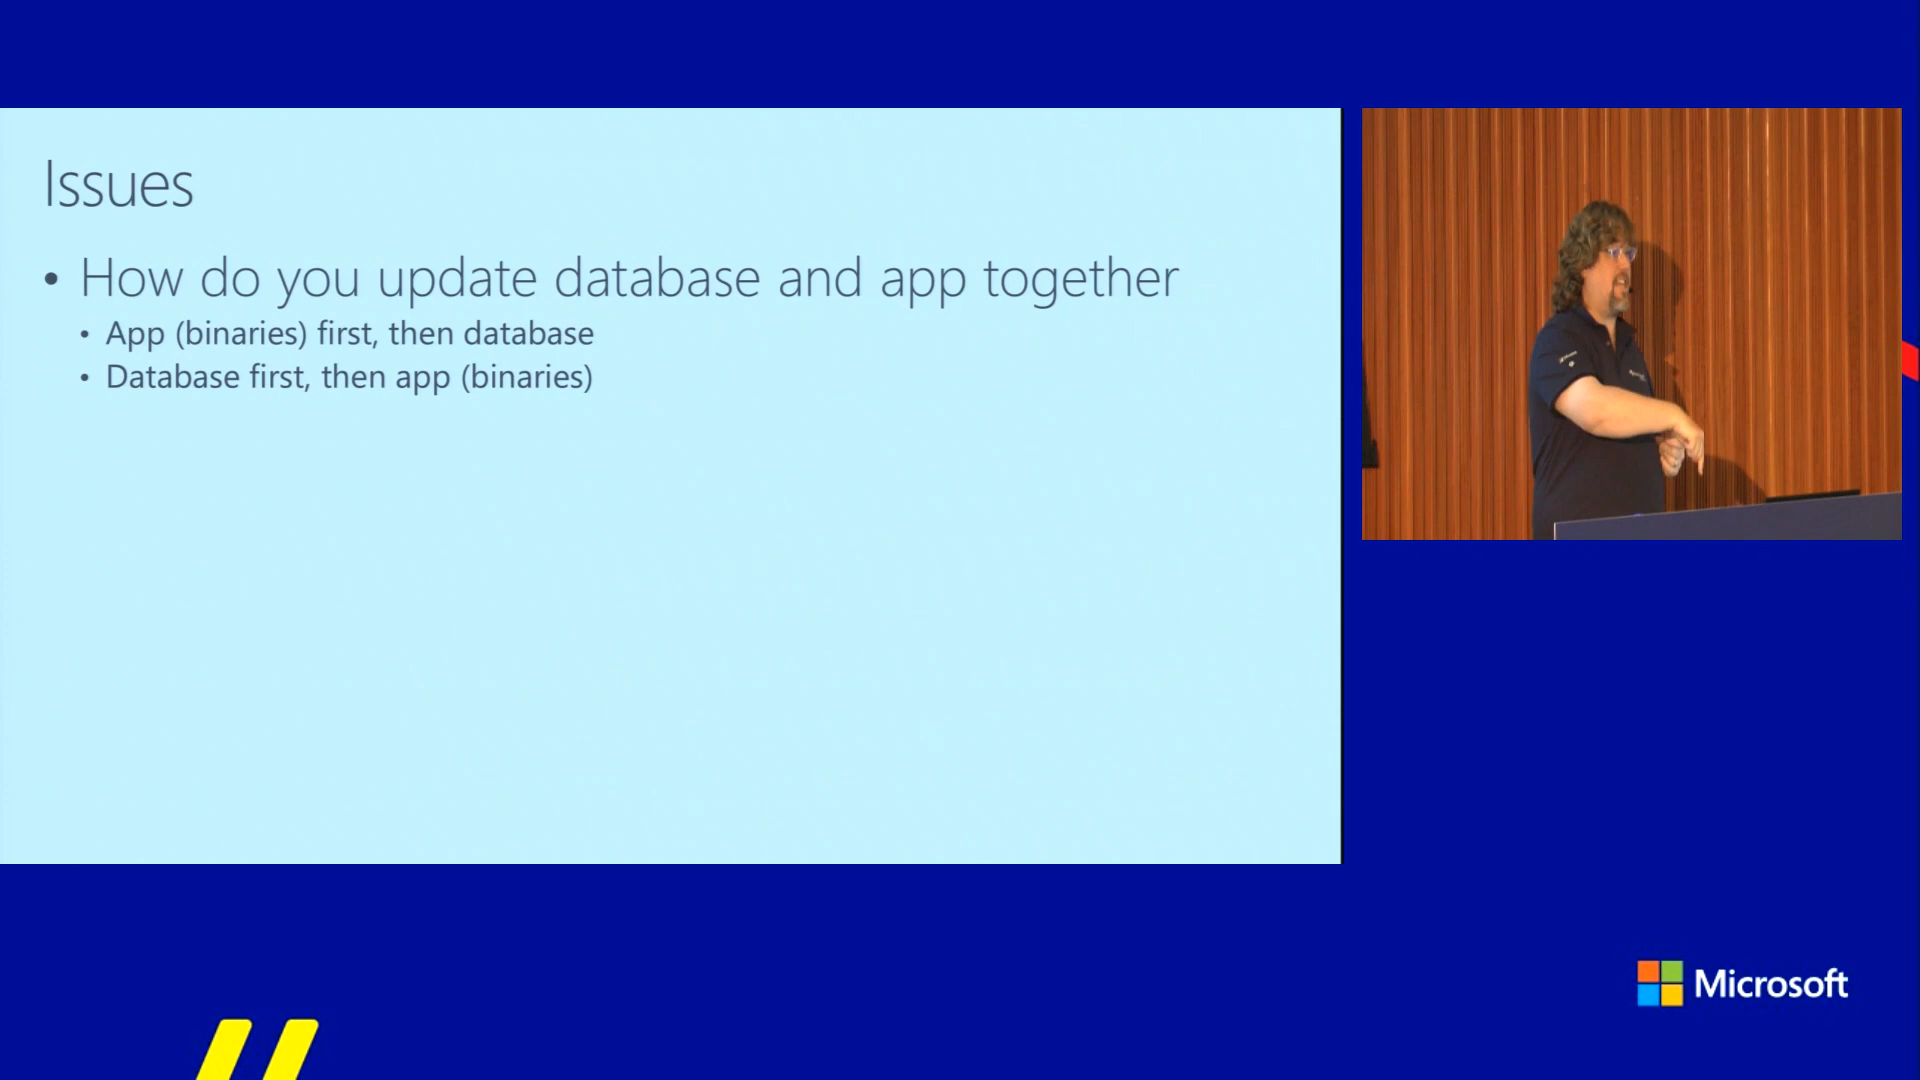 Issues
• How do you update database and app together
• App (binaries) first, then database
• Database first, then app (binaries)
Microsoft